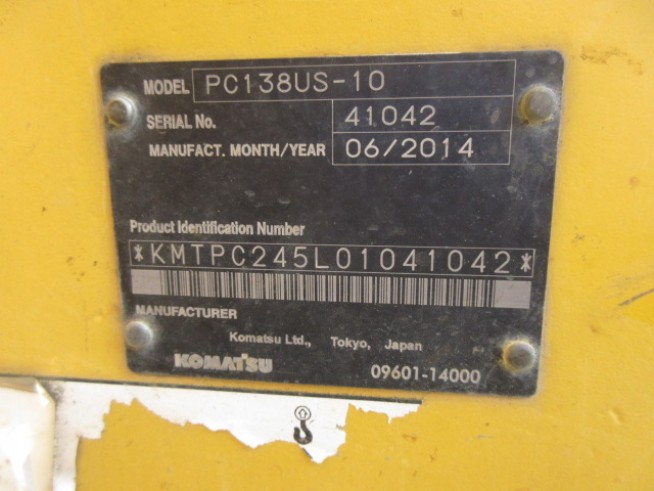 MODEL PC138US-10
SERIAL No. 41042
MANUFACT. MONTH/YEAR 06/2014
Product Identification Number
*KMTPC245L01041042*
MANUFACTURER
Komatsu Ltd., Tokyo, Japan
KOMATSU 09601-14000